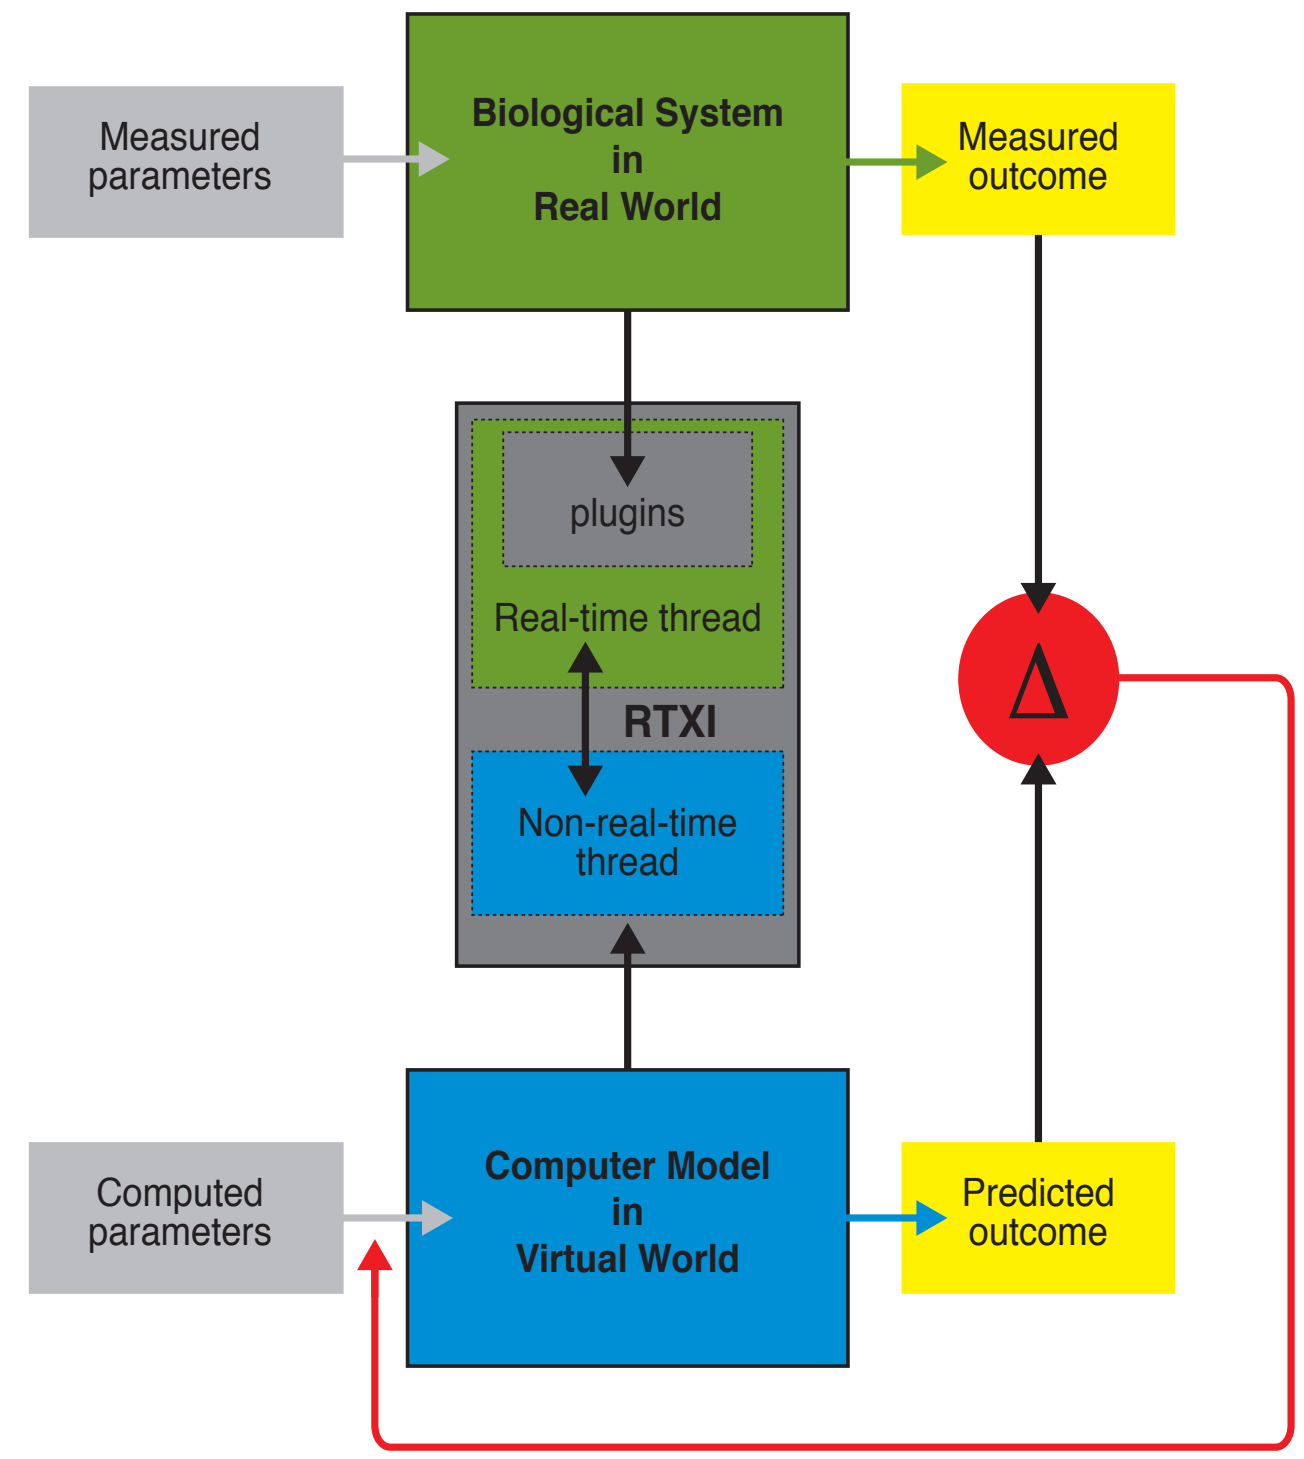 Measured
parameters
Biological System
in
Real World
Measured
outcome
plugins
Real-time thread
RTXI
Non-real-time
thread
Δ
Computed
parameters
Computer Model
in
Virtual World
Predicted
outcome